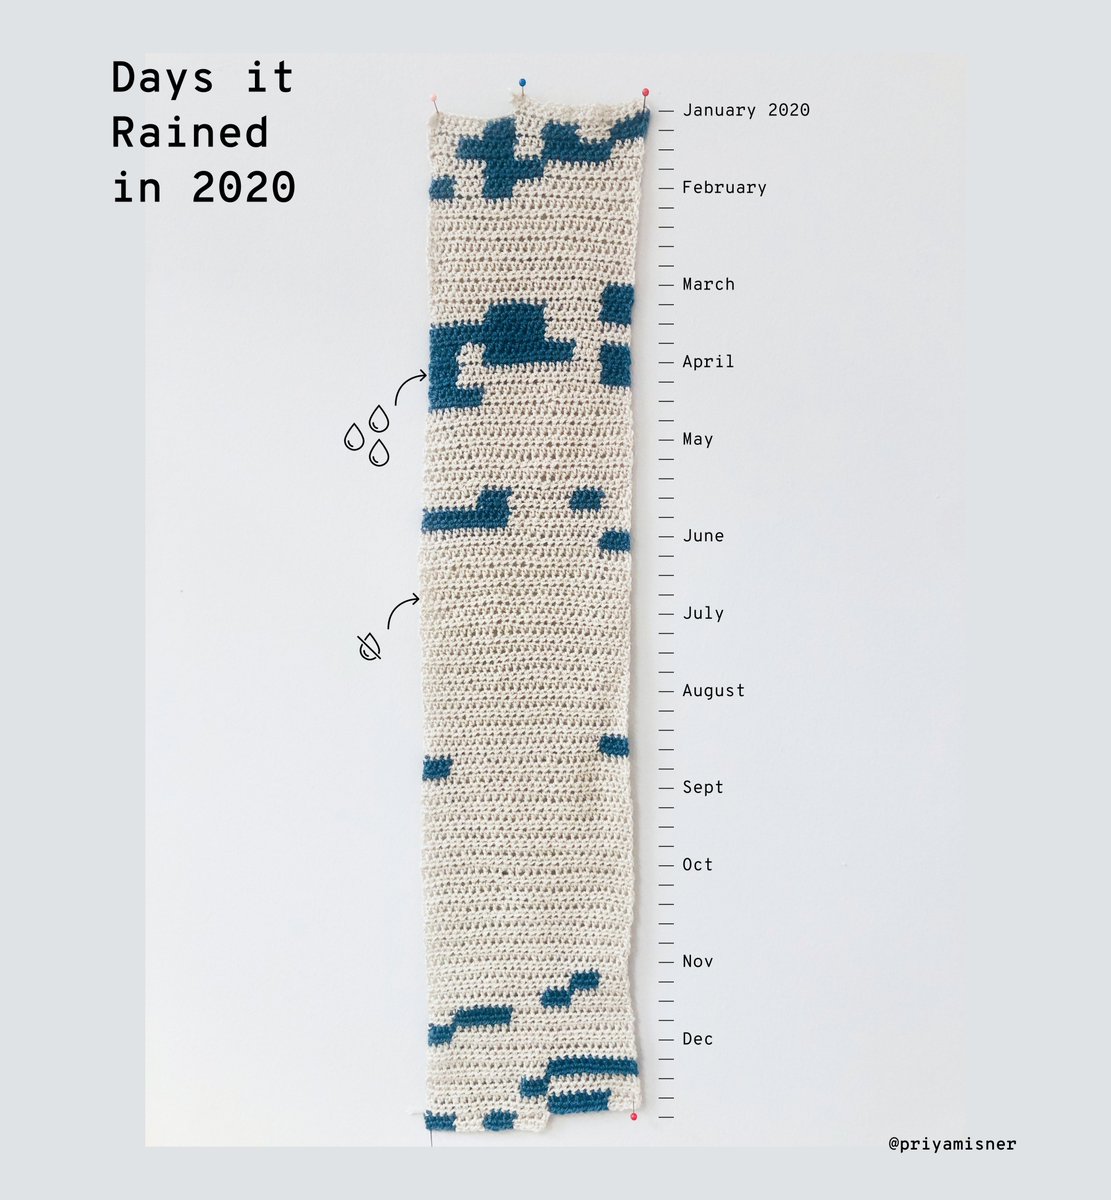 Days it
Rained
in 2020
January 2020
February
March
April
May
June
July
August
Sept
Oct
Nov
Dec
@priyamisner